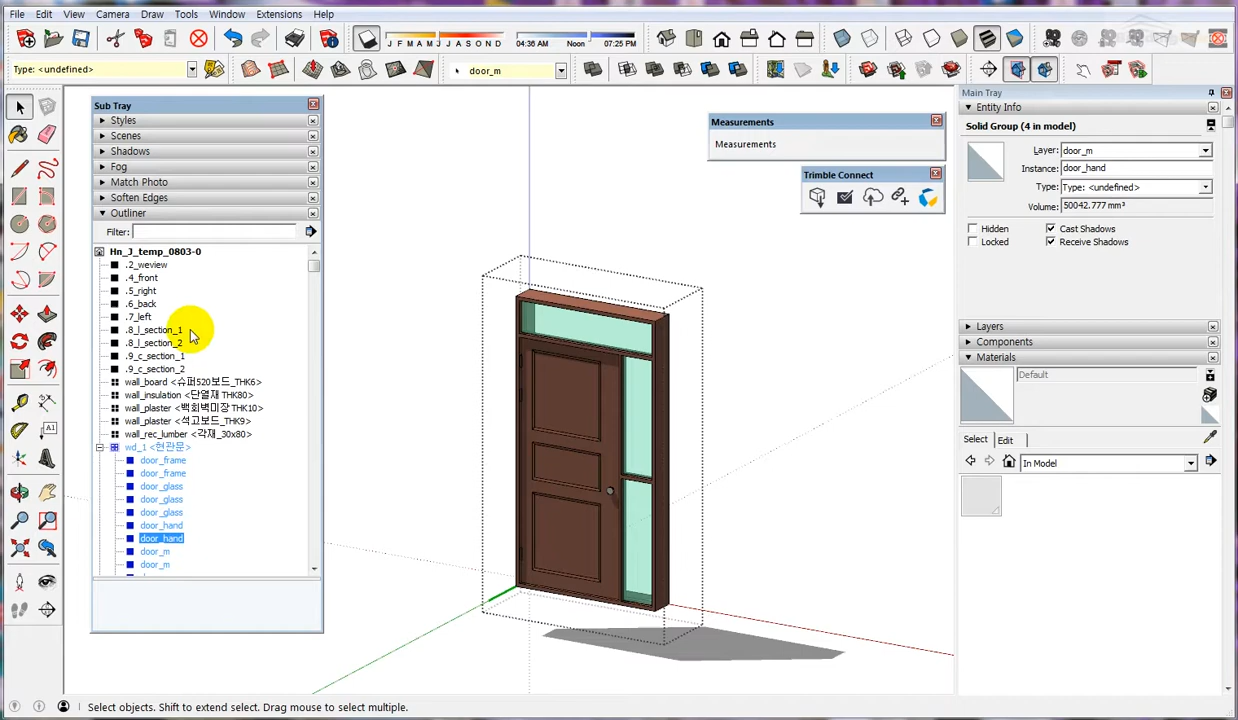 File Edit View Camera Draw Tools Window Extensions Help
J F M A M J J A S O N D 04:36 AM Noon 07:25 PM
Type: <undefined>
door_m
Sub Tray
Styles
Scenes
Shadows
Fog
Match Photo
Soften Edges
Outliner
Filter:
Hn_J_temp_0803-0
.2_weview
.4_front
.5_right
.6_back
.7_left
.8_l_section_1
.8_l_section_2
.9_c_section_1
.9_c_section_2
wall_board <슈퍼520보드_THK6>
wall_insulation <단열재 THK80>
wall_plaster <백회벽미장 THK10>
wall_plaster <석고보드_THK9>
wall_rec_lumber <각재_30x80>
wd_1 <현관문>
door_frame
door_frame
door_glass
door_glass
door_glass
door_hand
door_hand
door_m
door_m
Measurements
Measurements
Trimble Connect
Main Tray
Entity Info
Solid Group (4 in model)
Layer: door_m
Instance: door_hand
Type: Type: <undefined>
Volume: 50042.777 mm³
Hidden Cast Shadows
Locked Receive Shadows
Layers
Components
Materials
Default
Select Edit
In Model
A1
Select objects. Shift to extend select. Drag mouse to select multiple.